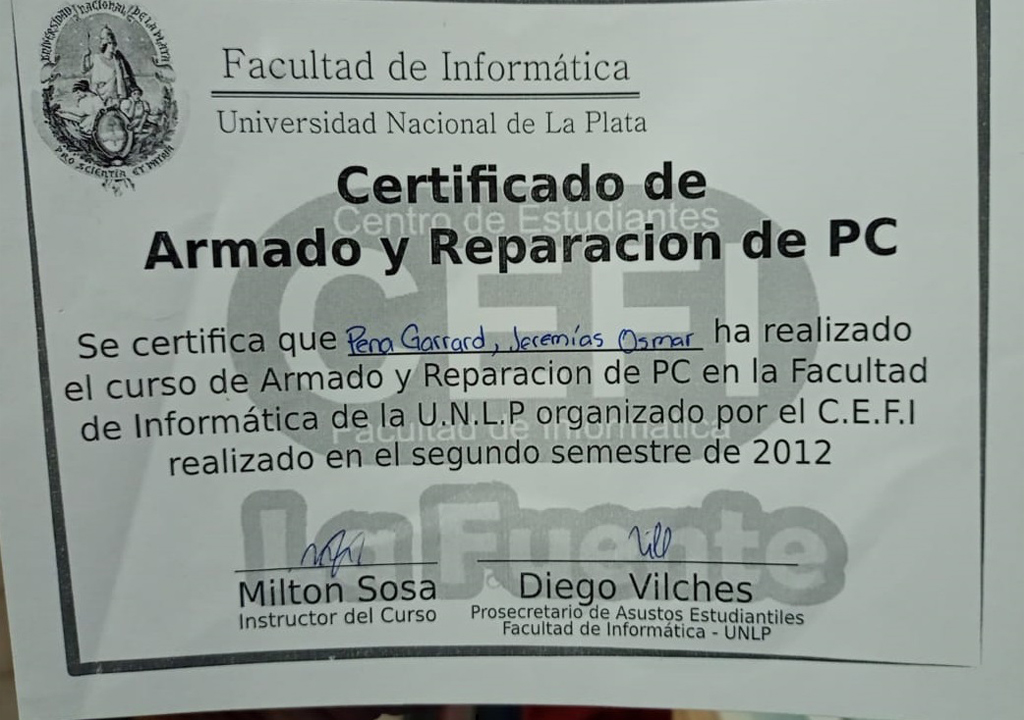 UNIVERSIDAD NACIONAL DE LA PLATA
PRO SCIENTIA ET PATRIA
Facultad de Informática
Universidad Nacional de La Plata
Certificado de
Centro de Estudiantes
Armado y Reparacion de PC
CEFI
Se certifica que Pena Garrard, Jeremías Osmar ha realizado
el curso de Armado y Reparacion de PC en la Facultad
de Informática de la U.N.L.P organizado por el C.E.F.I
Facultad de Informática
realizado en el segundo semestre de 2012
La Fuente
Milton Sosa
Instructor del Curso
Diego Vilches
Prosecretario de Asustos Estudiantiles
Facultad de Informática - UNLP